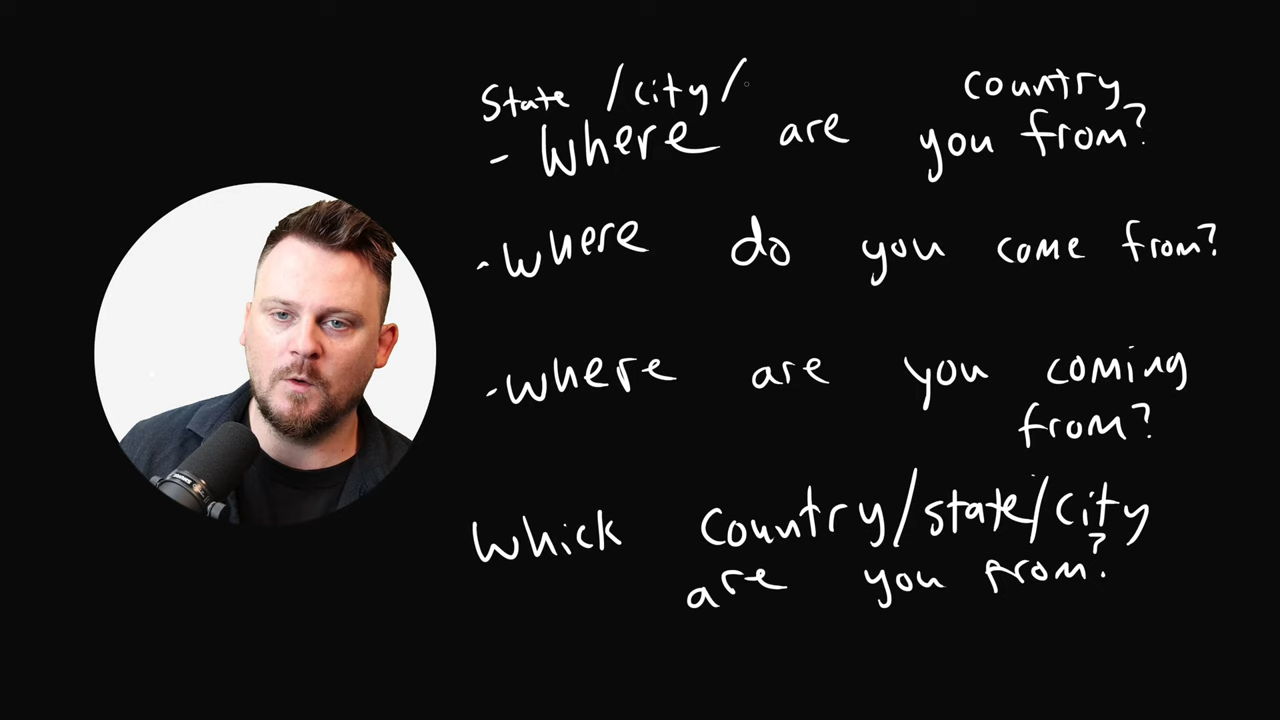 State /city/ country
- Where are you from?
- Where do you come from?
- where are you coming
from?
Which country/state/city
are you from?